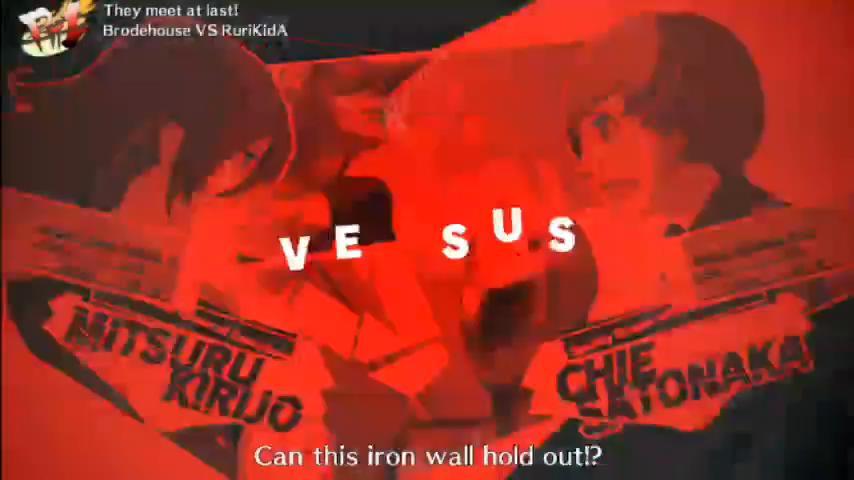 They meet at last!
Brodehouse VS RuriKidA
VE SUS
MITSURU
KIRIJO
CHIE
SATONAKA
Can this iron wall hold out!?